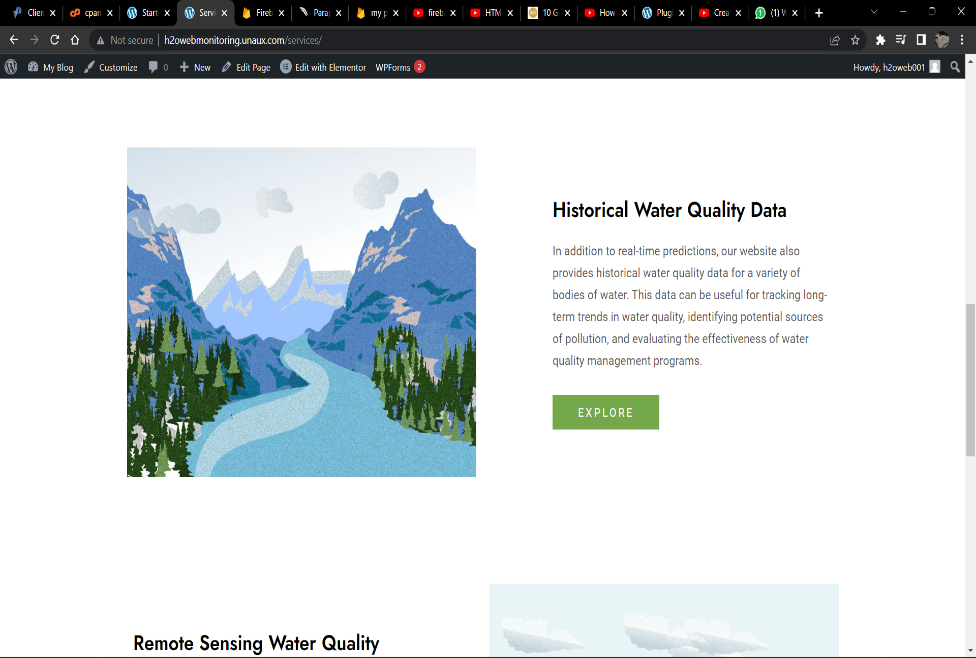 Clien
cpan
Start
Servi
Fireb
Para
my p
fireb
HTM
10 G
How
Plugi
Crea
(1) W
Not secure | h2owebmonitoring.unaux.com/services/
My Blog Customize 0 New Edit Page Edit with Elementor WPForms 2 Howdy, h2oweb001
Historical Water Quality Data
In addition to real-time predictions, our website also
provides historical water quality data for a variety of
bodies of water. This data can be useful for tracking long-
term trends in water quality, identifying potential sources
of pollution, and evaluating the effectiveness of water
quality management programs.
EXPLORE
Remote Sensing Water Quality